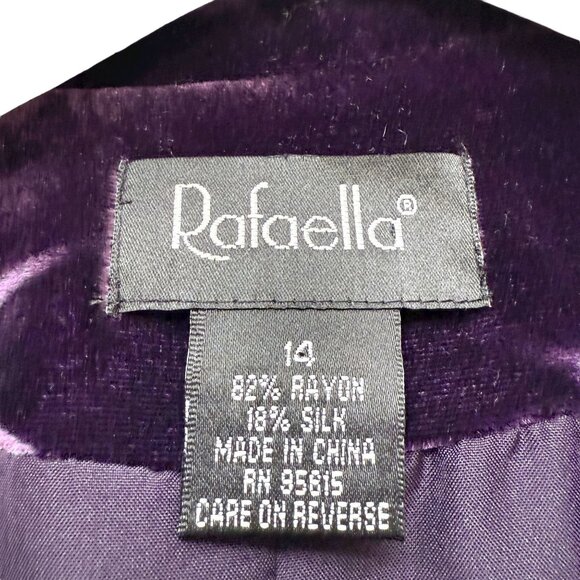 Rafaella®
14
82% RAYON
18% SILK
MADE IN CHINA
RN 95615
CARE ON REVERSE